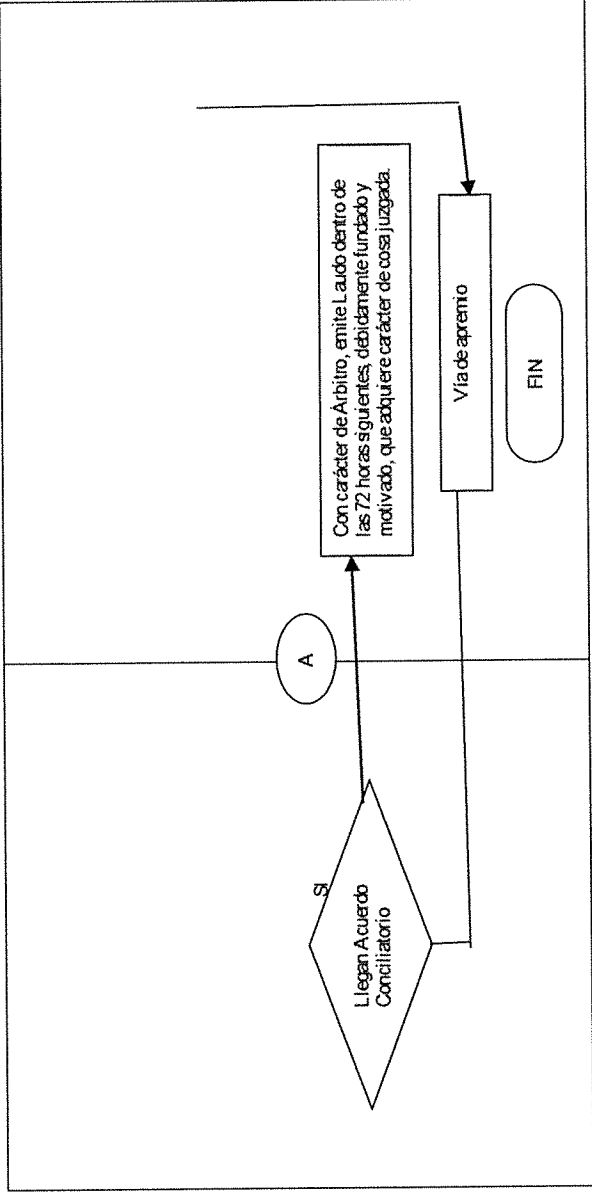 A
SI
Llegan Acuerdo
Conciliatorio
Con carácter de Arbitro, emite Laudo dentro de
las 72 horas siguientes, debidamente fundado y
motivado, que adquiere carácter de cosa juzgada.
Vía de apremio
FIN